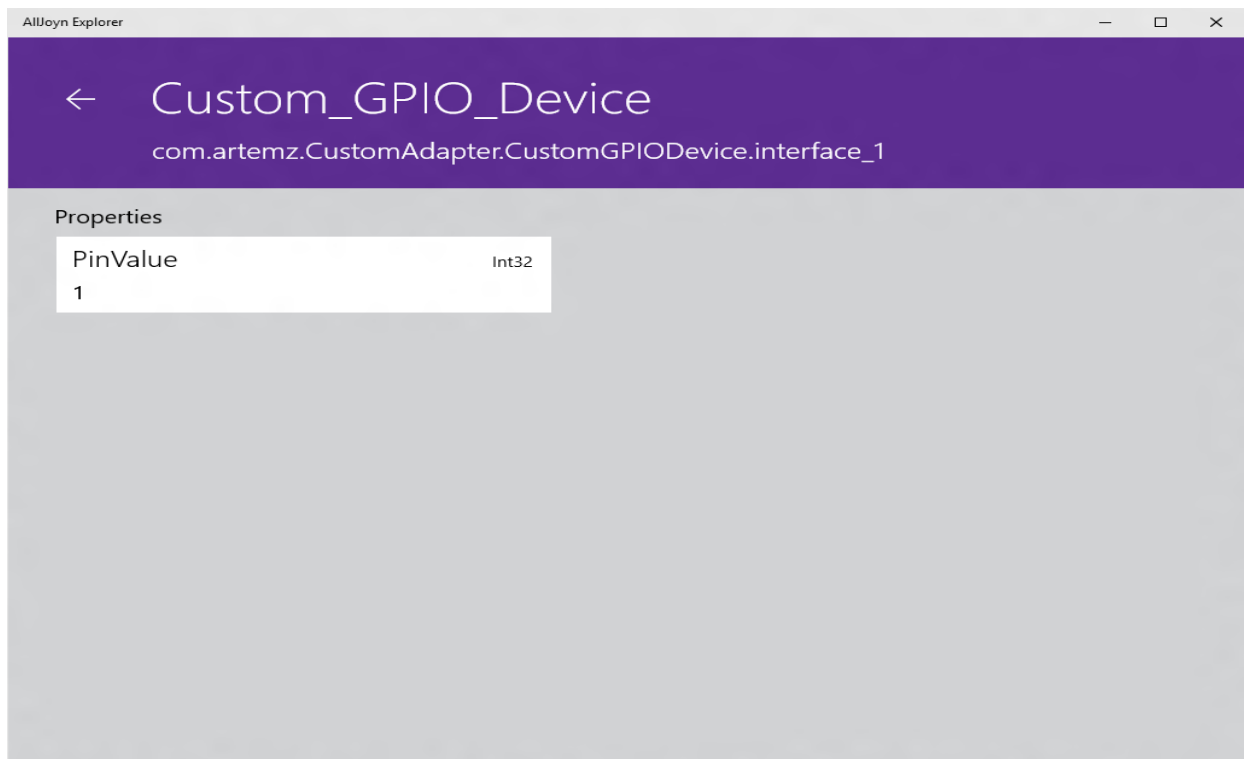 AllJoyn Explorer
Custom_GPIO_Device
com.artemz.CustomAdapter.CustomGPIODevice.interface_1
Properties
PinValue Int32
1